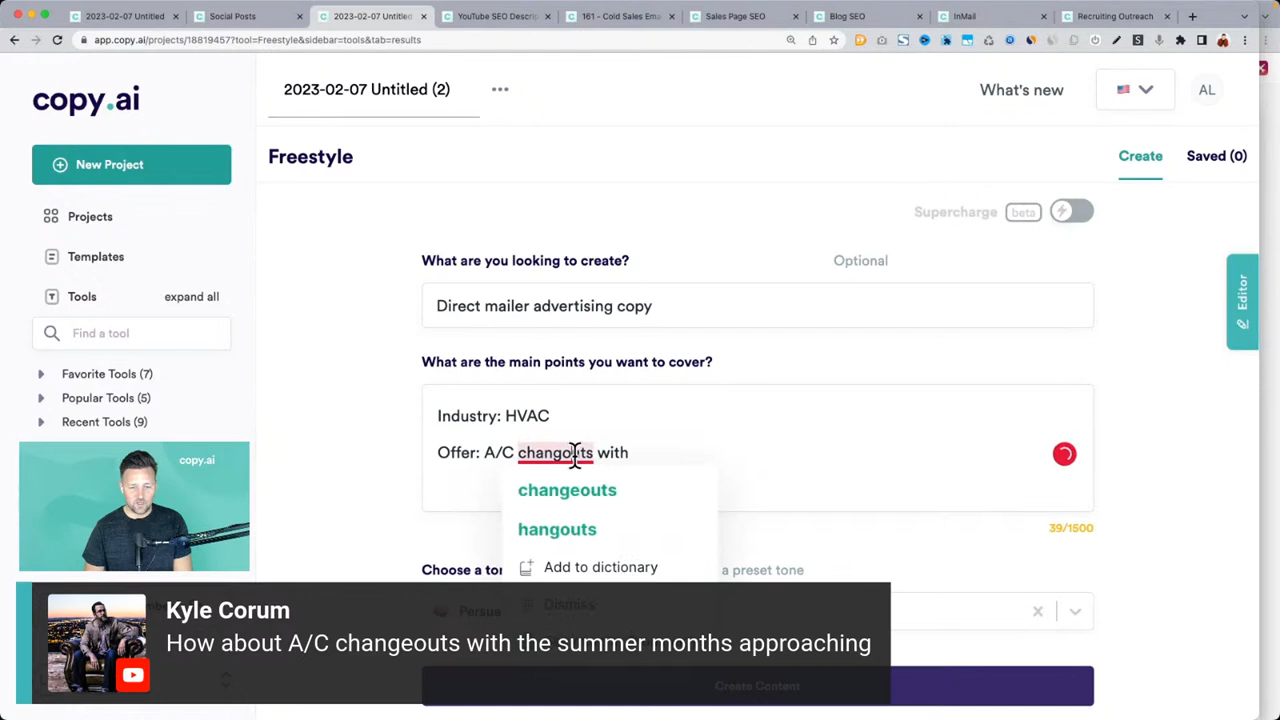 2023-02-07 Untitled
Social Posts
2023-02-07 Untitled
YouTube SEO Descrip
161 - Cold Sales Ema
Sales Page SEO
Blog SEO
InMail
Recruiting Outreach
app.copy.ai/projects/18819457?tool=Freestyle&sidebar=tools&tab=results
copy.ai
2023-02-07 Untitled (2)
What's new
AL
New Project
Freestyle
Create
Saved (0)
Projects
Supercharge
beta
Templates
What are you looking to create?
Optional
Tools
expand all
Direct mailer advertising copy
Editor
Find a tool
What are the main points you want to cover?
Favorite Tools (7)
Popular Tools (5)
Recent Tools (9)
Industry: HVAC
Offer: A/C changouts with
copy.ai
changeouts
hangouts
39/1500
Add to dictionary
Choose a to
a preset tone
Dismiss
Persua
Kyle Corum
How about A/C changeouts with the summer months approaching
Create Content